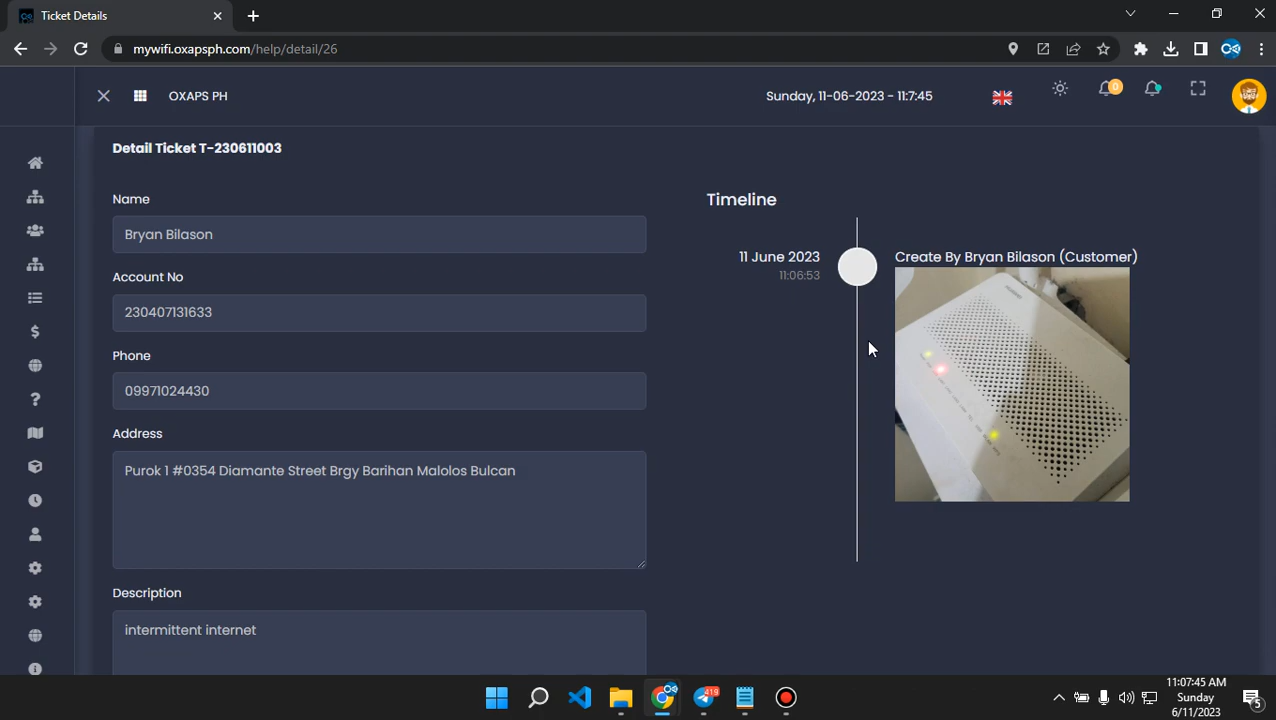 Ticket Details
mywifi.oxapsph.com/help/detail/26
OXAPS PH
Sunday, 11-06-2023 - 11:7:45
0
Detail Ticket T-230611003
Name
Bryan Bilason
Account No
230407131633
Phone
09971024430
Address
Purok 1 #0354 Diamante Street Brgy Barihan Malolos Bulcan
Description
intermittent internet
Timeline
11 June 2023
11:06:53
Create By Bryan Bilason (Customer)
419
11:07:45 AM
Sunday
6/11/2023
5